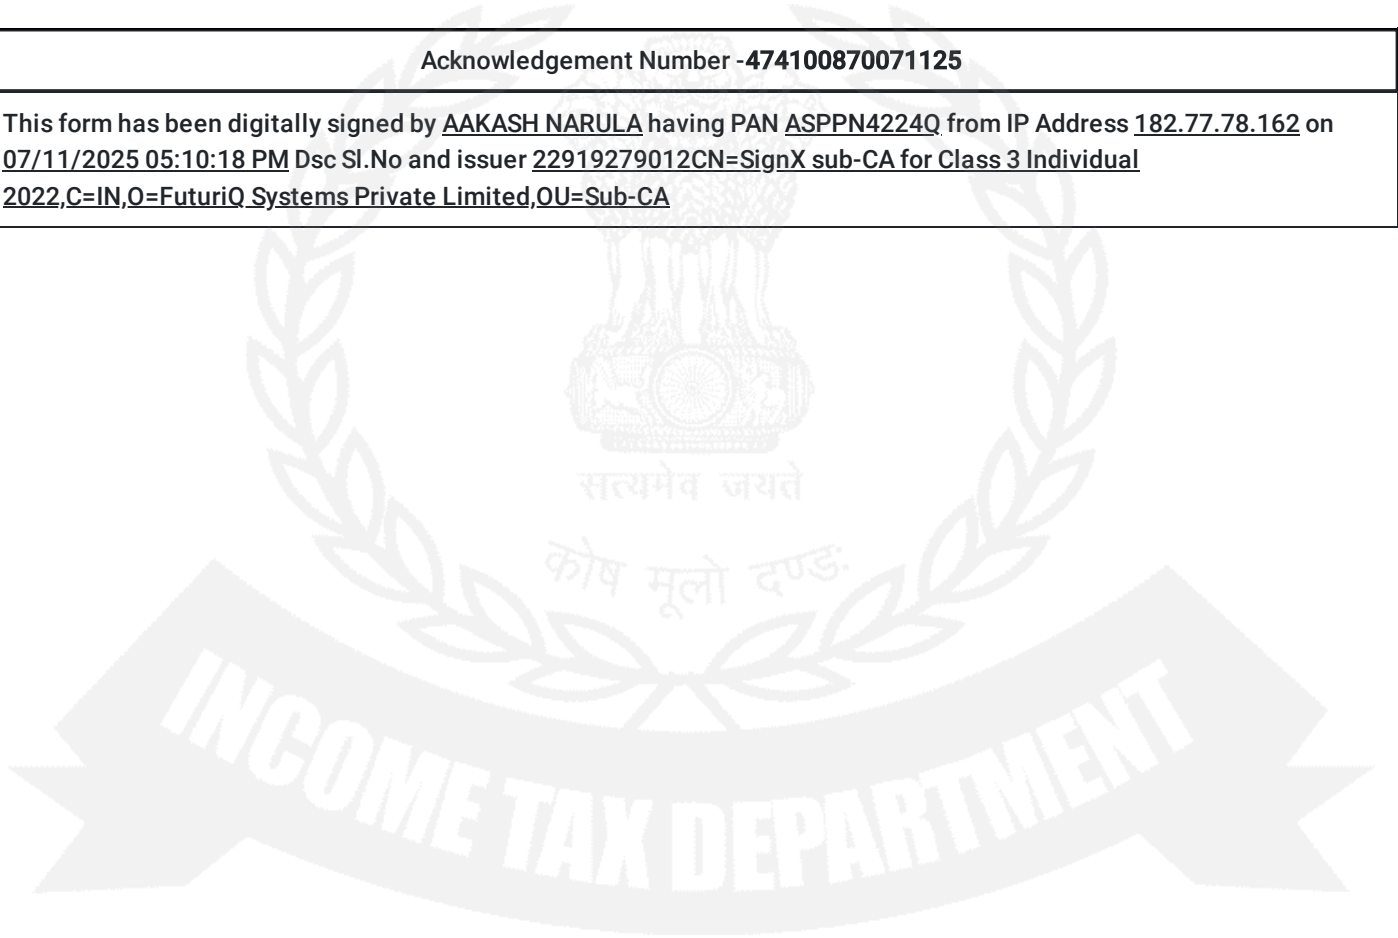 Acknowledgement Number -474100870071125
This form has been digitally signed by AAKASH NARULA having PAN ASPPN4224Q from IP Address 182.77.78.162 on
07/11/2025 05:10:18 PM Dsc Sl.No and issuer 22919279012CN=SignX sub-CA for Class 3 Individual
2022,C=IN,O=FuturiQ Systems Private Limited,OU=Sub-CA
सत्यमेव जयते
कोष मूलो दण्डः
INCOME TAX DEPARTMENT